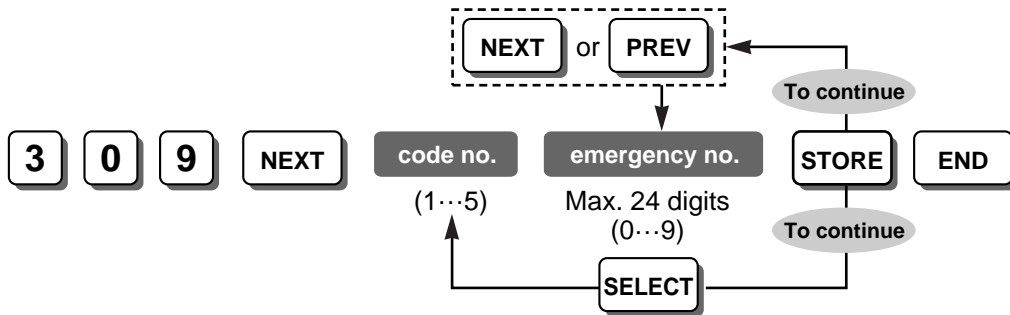 NEXT or PREV
To continue
3 0 9 NEXT code no. emergency no. STORE END
(1···5) Max. 24 digits
(0···9)
To continue
SELECT